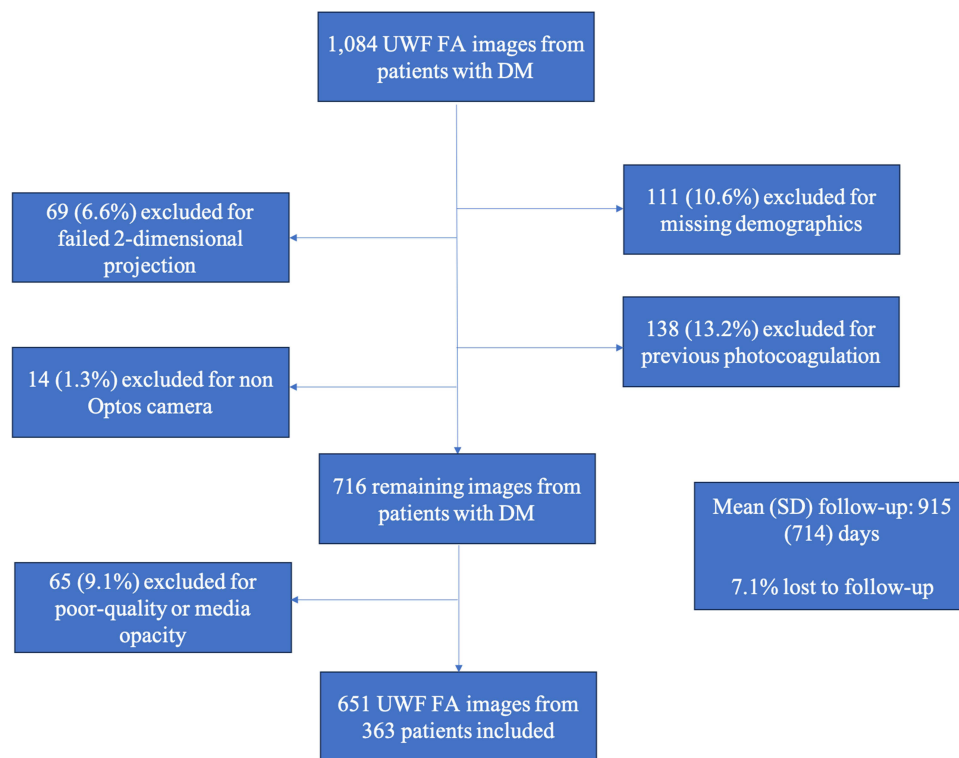 1,084 UWF FA images from
patients with DM
69 (6.6%) excluded for
failed 2-dimensional
projection
111 (10.6%) excluded for
missing demographics
138 (13.2%) excluded for
previous photocoagulation
14 (1.3%) excluded for non
Optos camera
716 remaining images from
patients with DM
Mean (SD) follow-up: 915
(714) days
7.1% lost to follow-up
65 (9.1%) excluded for
poor-quality or media
opacity
651 UWF FA images from
363 patients included